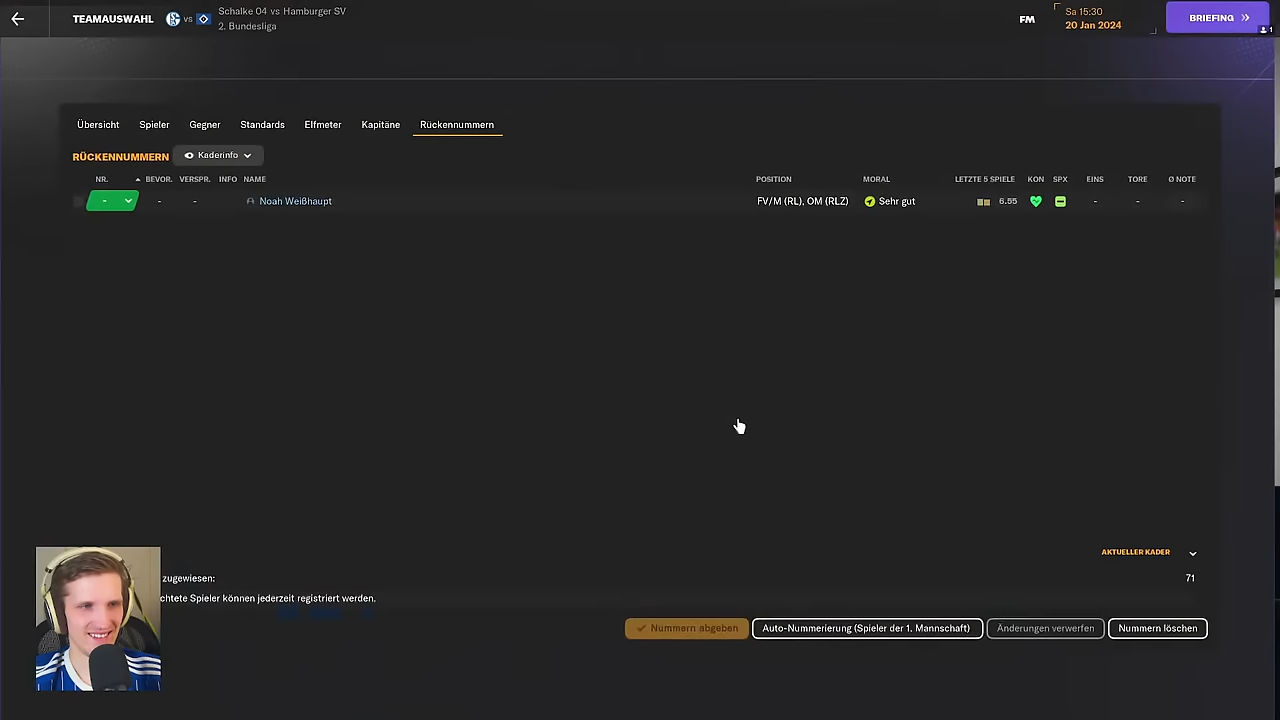 TEAMAUSWAHL
vs
Schalke 04 vs Hamburger SV
2. Bundesliga
FM
Sa 15:30
20 Jan 2024
BRIEFING
1
Übersicht Spieler Gegner Standards Elfmeter Kapitäne Rückennummern
RÜCKENNUMMERN Kaderinfo
NR. BEVOR. VERSPR. INFO NAME POSITION MORAL LETZTE 5 SPIELE KON SPX EINS TORE Ø NOTE
- - - Noah Weißhaupt FV/M (RL), OM (RLZ) Sehr gut 6.55 - - -
AKTUELLER KADER
zugewiesen: 71
chtete Spieler können jederzeit registriert werden.
Nummern abgeben Auto-Nummerierung (Spieler der 1. Mannschaft) Änderungen verwerfen Nummern löschen